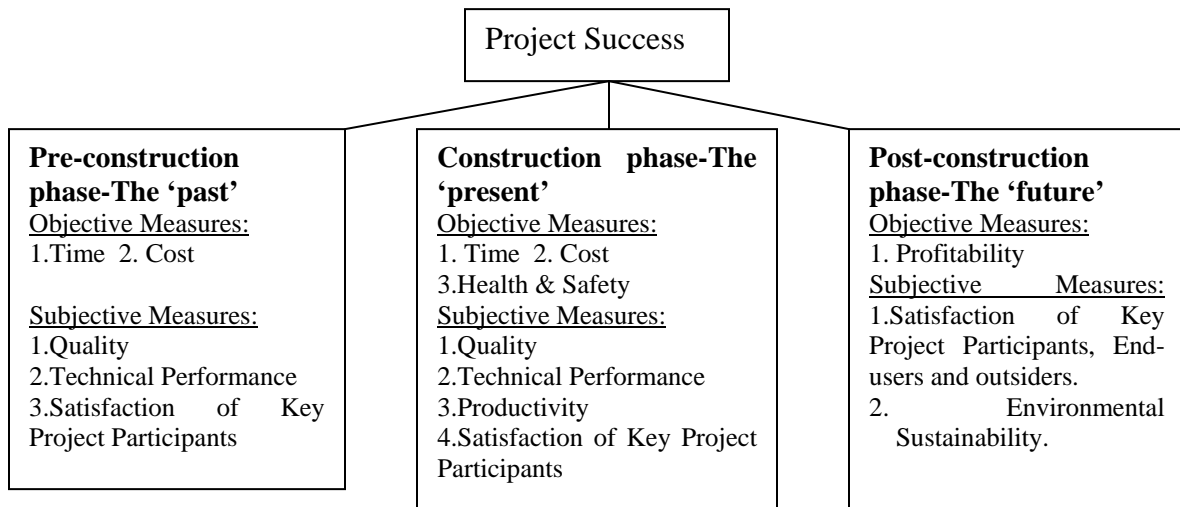 Project Success
Pre-construction
phase-The ‘past’
Objective Measures:
1.Time 2. Cost
Subjective Measures:
1.Quality
2.Technical Performance
3.Satisfaction of Key
Project Participants
Construction phase-The
‘present’
Objective Measures:
1. Time 2. Cost
3.Health & Safety
Subjective Measures:
1.Quality
2.Technical Performance
3.Productivity
4.Satisfaction of Key Project
Participants
Post-construction
phase-The ‘future’
Objective Measures:
1. Profitability
Subjective Measures:
1.Satisfaction of Key
Project Participants, End-
users and outsiders.
2. Environmental
Sustainability.